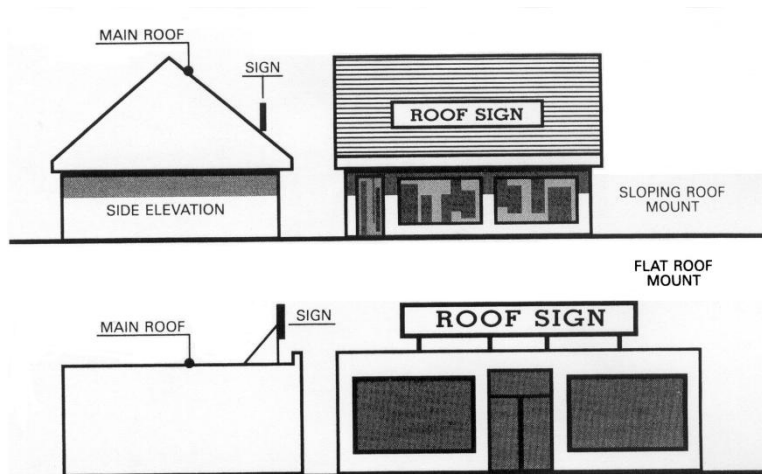 MAIN ROOF
SIGN
ROOF SIGN
SIDE ELEVATION
SLOPING ROOF
MOUNT
FLAT ROOF
MOUNT
ROOF SIGN
SIGN
MAIN ROOF